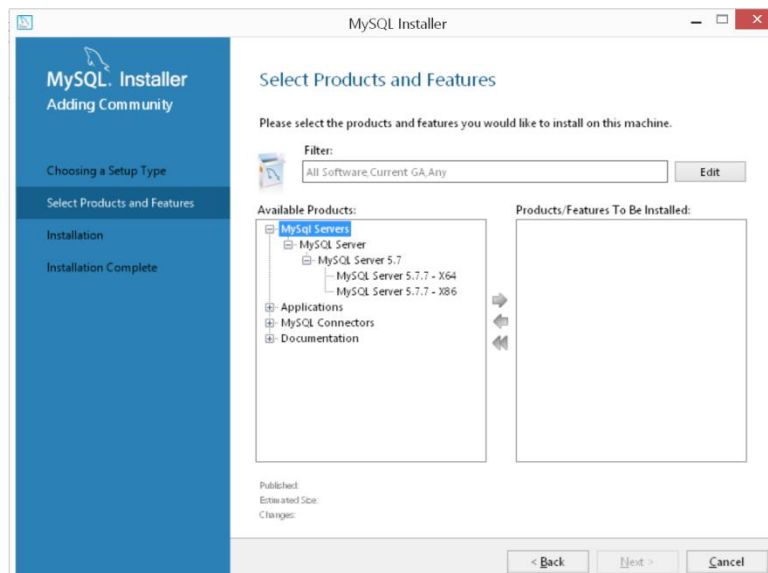 MySQL Installer
MySQL. Installer
Adding Community
Choosing a Setup Type
Select Products and Features
Installation
Installation Complete
Select Products and Features
Please select the products and features you would like to install on this machine.
Filter:
All Software,Current GA,Any
Edit
Available Products:
MySql Servers
MySQL Server
MySQL Server 5.7
MySQL Server 5.7.7 - X64
MySQL Server 5.7.7 - X86
Applications
MySQL Connectors
Documentation
Products/Features To Be Installed:
Published:
Estimated Size:
Changes:
< Back
Next >
Cancel